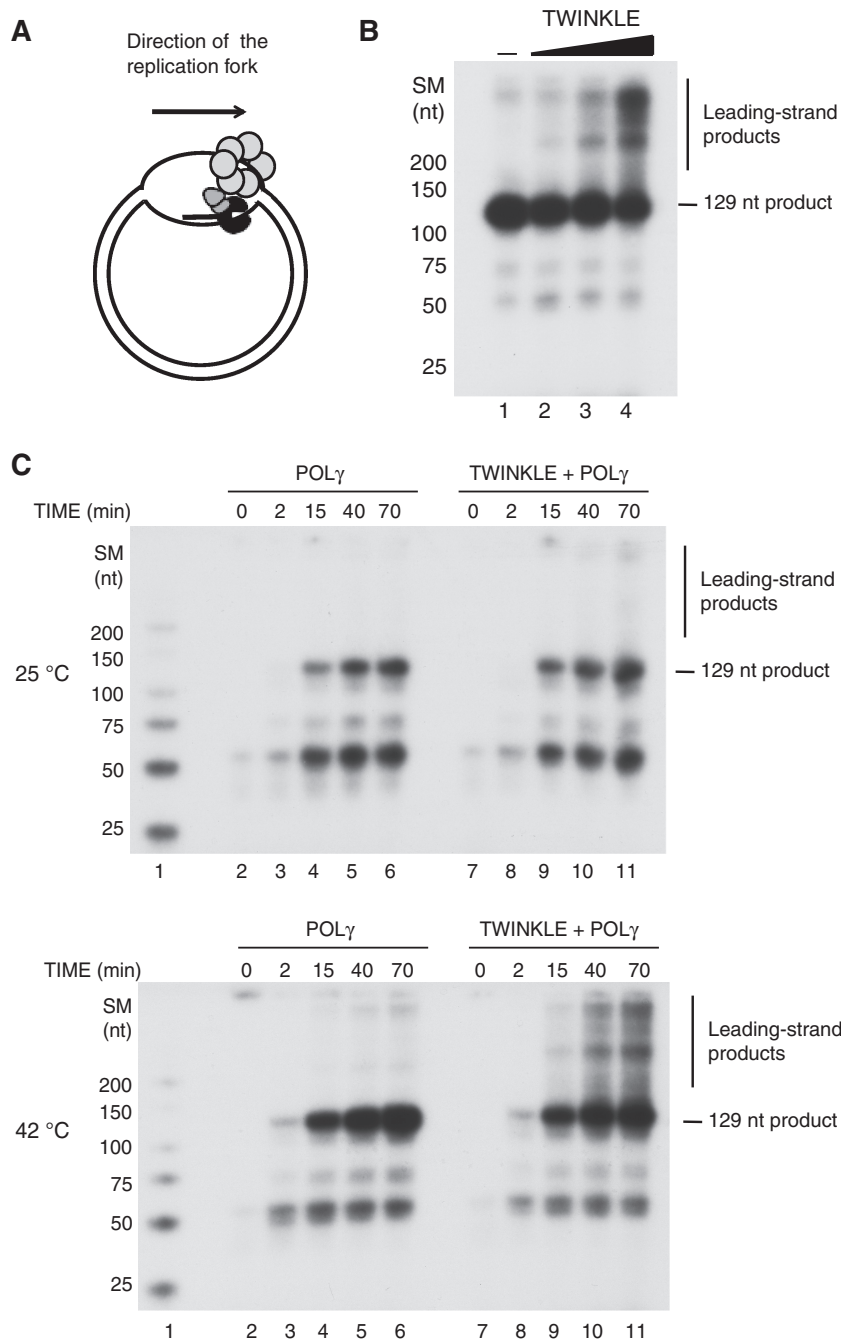 A
Direction of the
replication fork
B
TWINKLE
—
SM
(nt)
200
150
100
75
50
25
Leading-strand
products
129 nt product
1 2 3 4
C
POLγ TWINKLE + POLγ
TIME (min) 0 2 15 40 70 0 2 15 40 70
SM
(nt)
200
150
100
75
50
25
25 °C
Leading-strand
products
129 nt product
1 2 3 4 5 6 7 8 9 10 11
POLγ TWINKLE + POLγ
TIME (min) 0 2 15 40 70 0 2 15 40 70
SM
(nt)
200
150
100
75
50
25
42 °C
Leading-strand
products
129 nt product
1 2 3 4 5 6 7 8 9 10 11